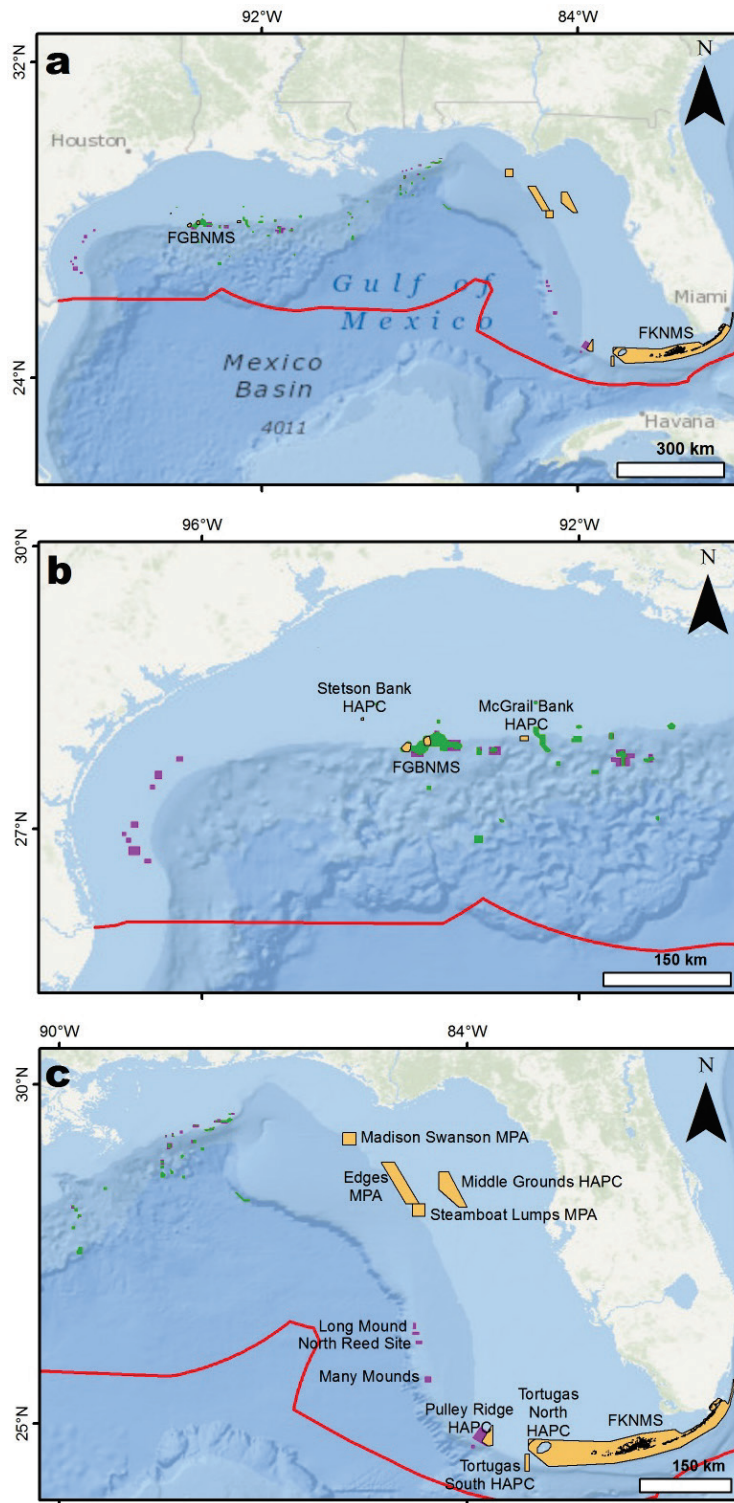 92°W
84°W
a
N
32°N
Houston
FGBNMS
Gulf of
Mexico
Miami
FKNMS
Mexico
Basin
24°N
4011
Havana
300 km
96°W
92°W
30°N
b
N
Stetson Bank
HAPC
McGrail Bank
HAPC
FGBNMS
27°N
150 km
90°W
84°W
c
N
30°N
Madison Swanson MPA
Edges
MPA
Middle Grounds HAPC
Steamboat Lumps MPA
Long Mound
North Reed Site
Many Mounds
Pulley Ridge
HAPC
Tortugas
North HAPC
FKNMS
25°N
Tortugas
South HAPC
150 km